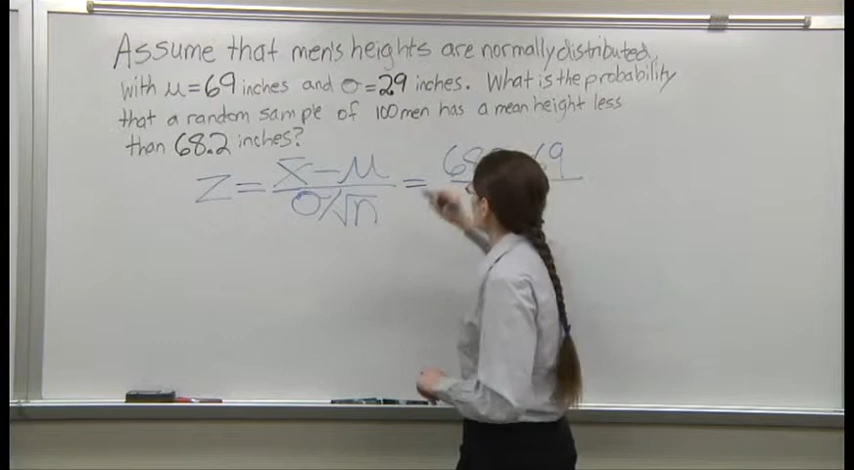 Assume that men's heights are normally distributed,
with μ=69 inches and σ=29 inches. What is the probability
that a random sample of 100 men has a mean height less
than 68.2 inches?
Z = x̄-μ / σ/√n =